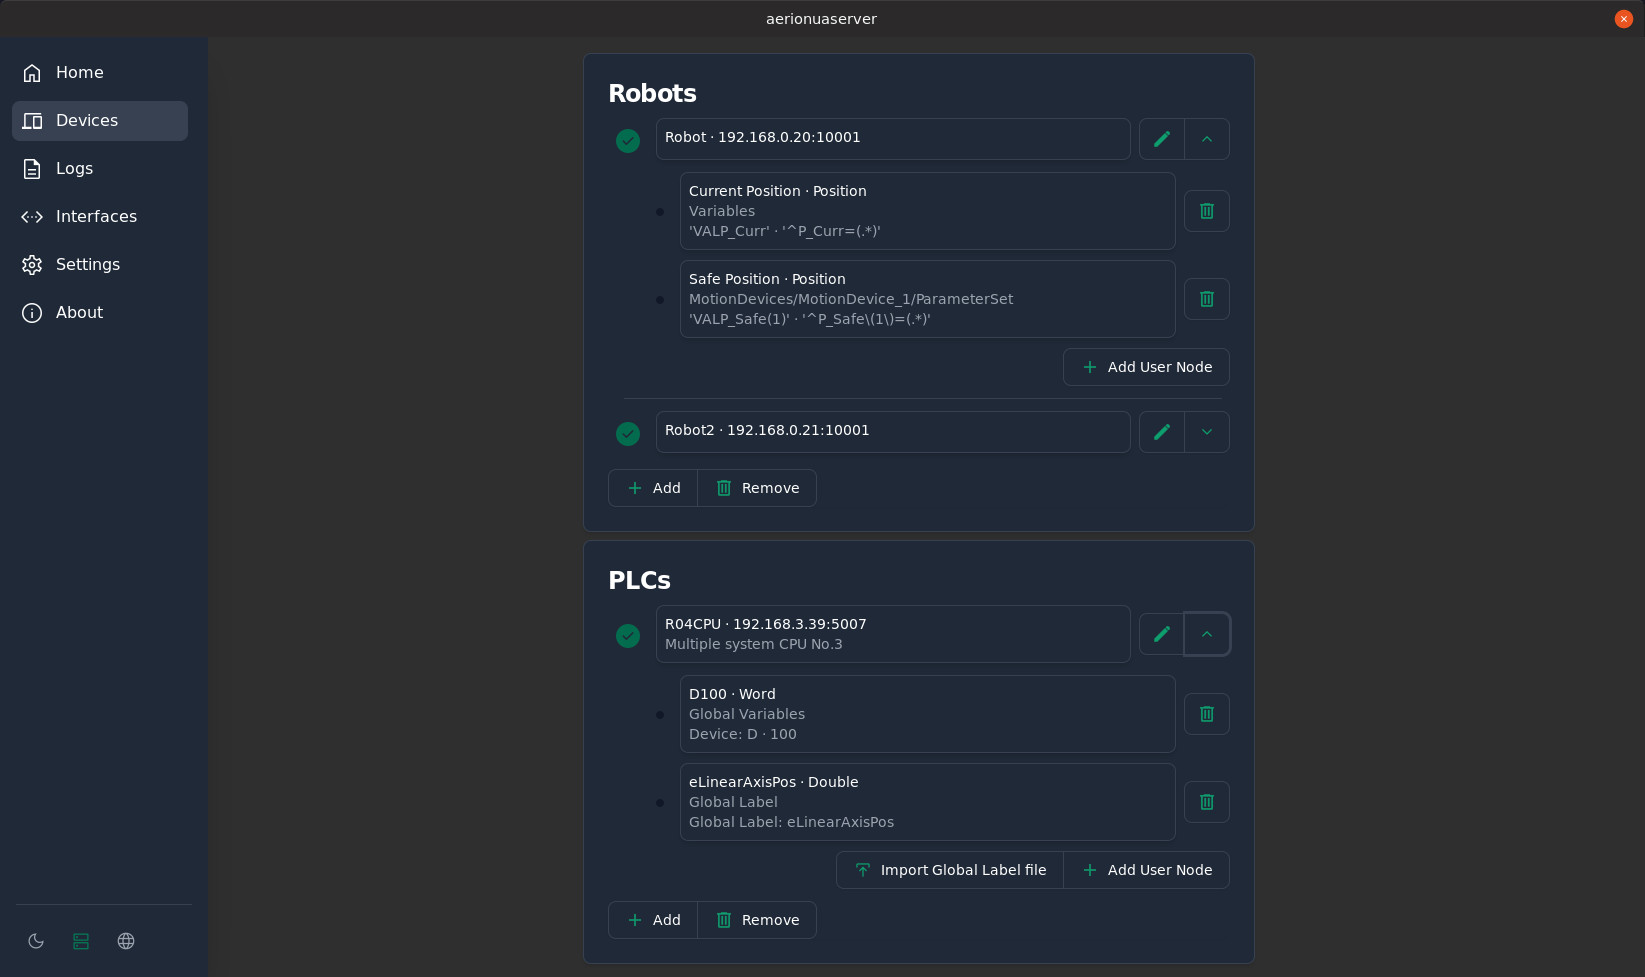 aerionuaserver
Home
Devices
Logs
Interfaces
Settings
About
Robots
Robot · 192.168.0.20:10001
Current Position · Position
Variables
'VALP_Curr' · '^P_Curr=(.*)'
Safe Position · Position
MotionDevices/MotionDevice_1/ParameterSet
'VALP_Safe(1)' · '^P_Safe\(1\)=(.*)'
Add User Node
Robot2 · 192.168.0.21:10001
Add Remove
PLCs
R04CPU · 192.168.3.39:5007
Multiple system CPU No.3
D100 · Word
Global Variables
Device: D · 100
eLinearAxisPos · Double
Global Label
Global Label: eLinearAxisPos
Import Global Label file Add User Node
Add Remove